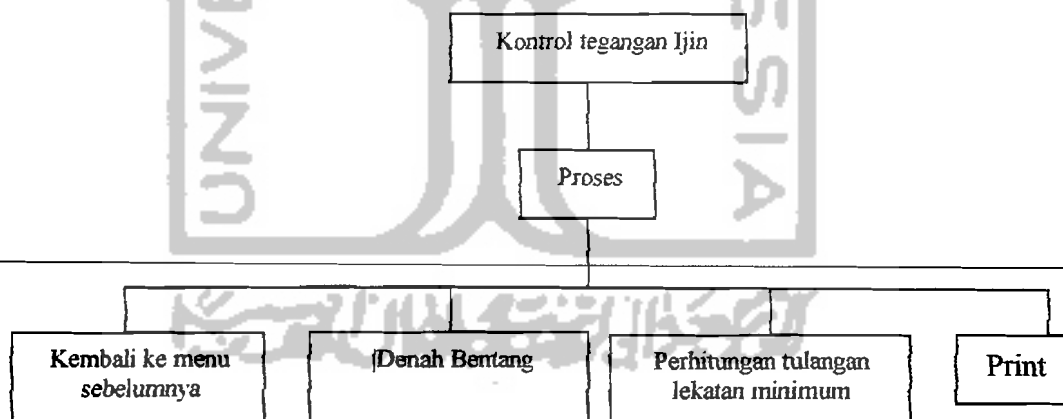 Kontrol tegangan Ijin
Proses
Kembali ke menu
sebelumnya
Denah Bentang
Perhitungan tulangan
lekatan minimum
Print